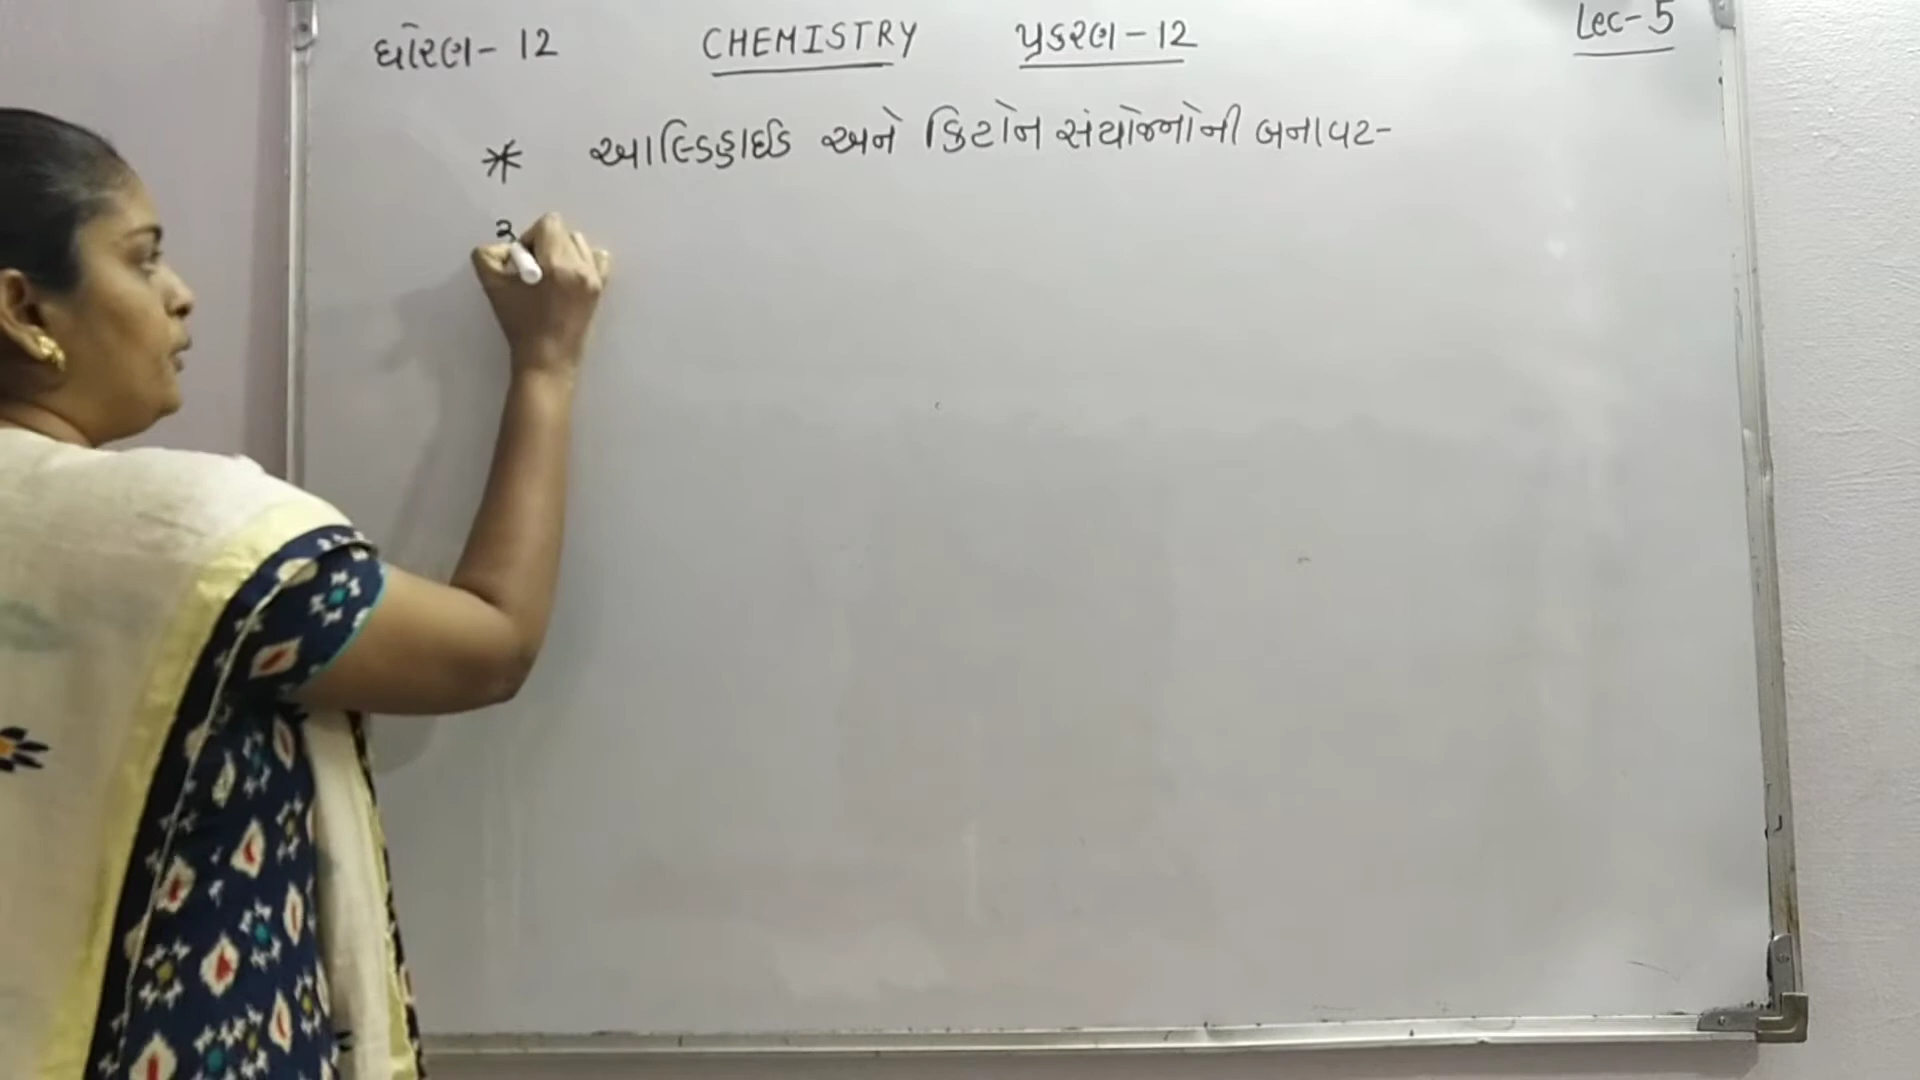 ધોરણ- 12 CHEMISTRY પ્રકરણ-12 Lec-5
* આલ્ડિહાઈડ અને કિટોન સંયોજનોની બનાવટ-